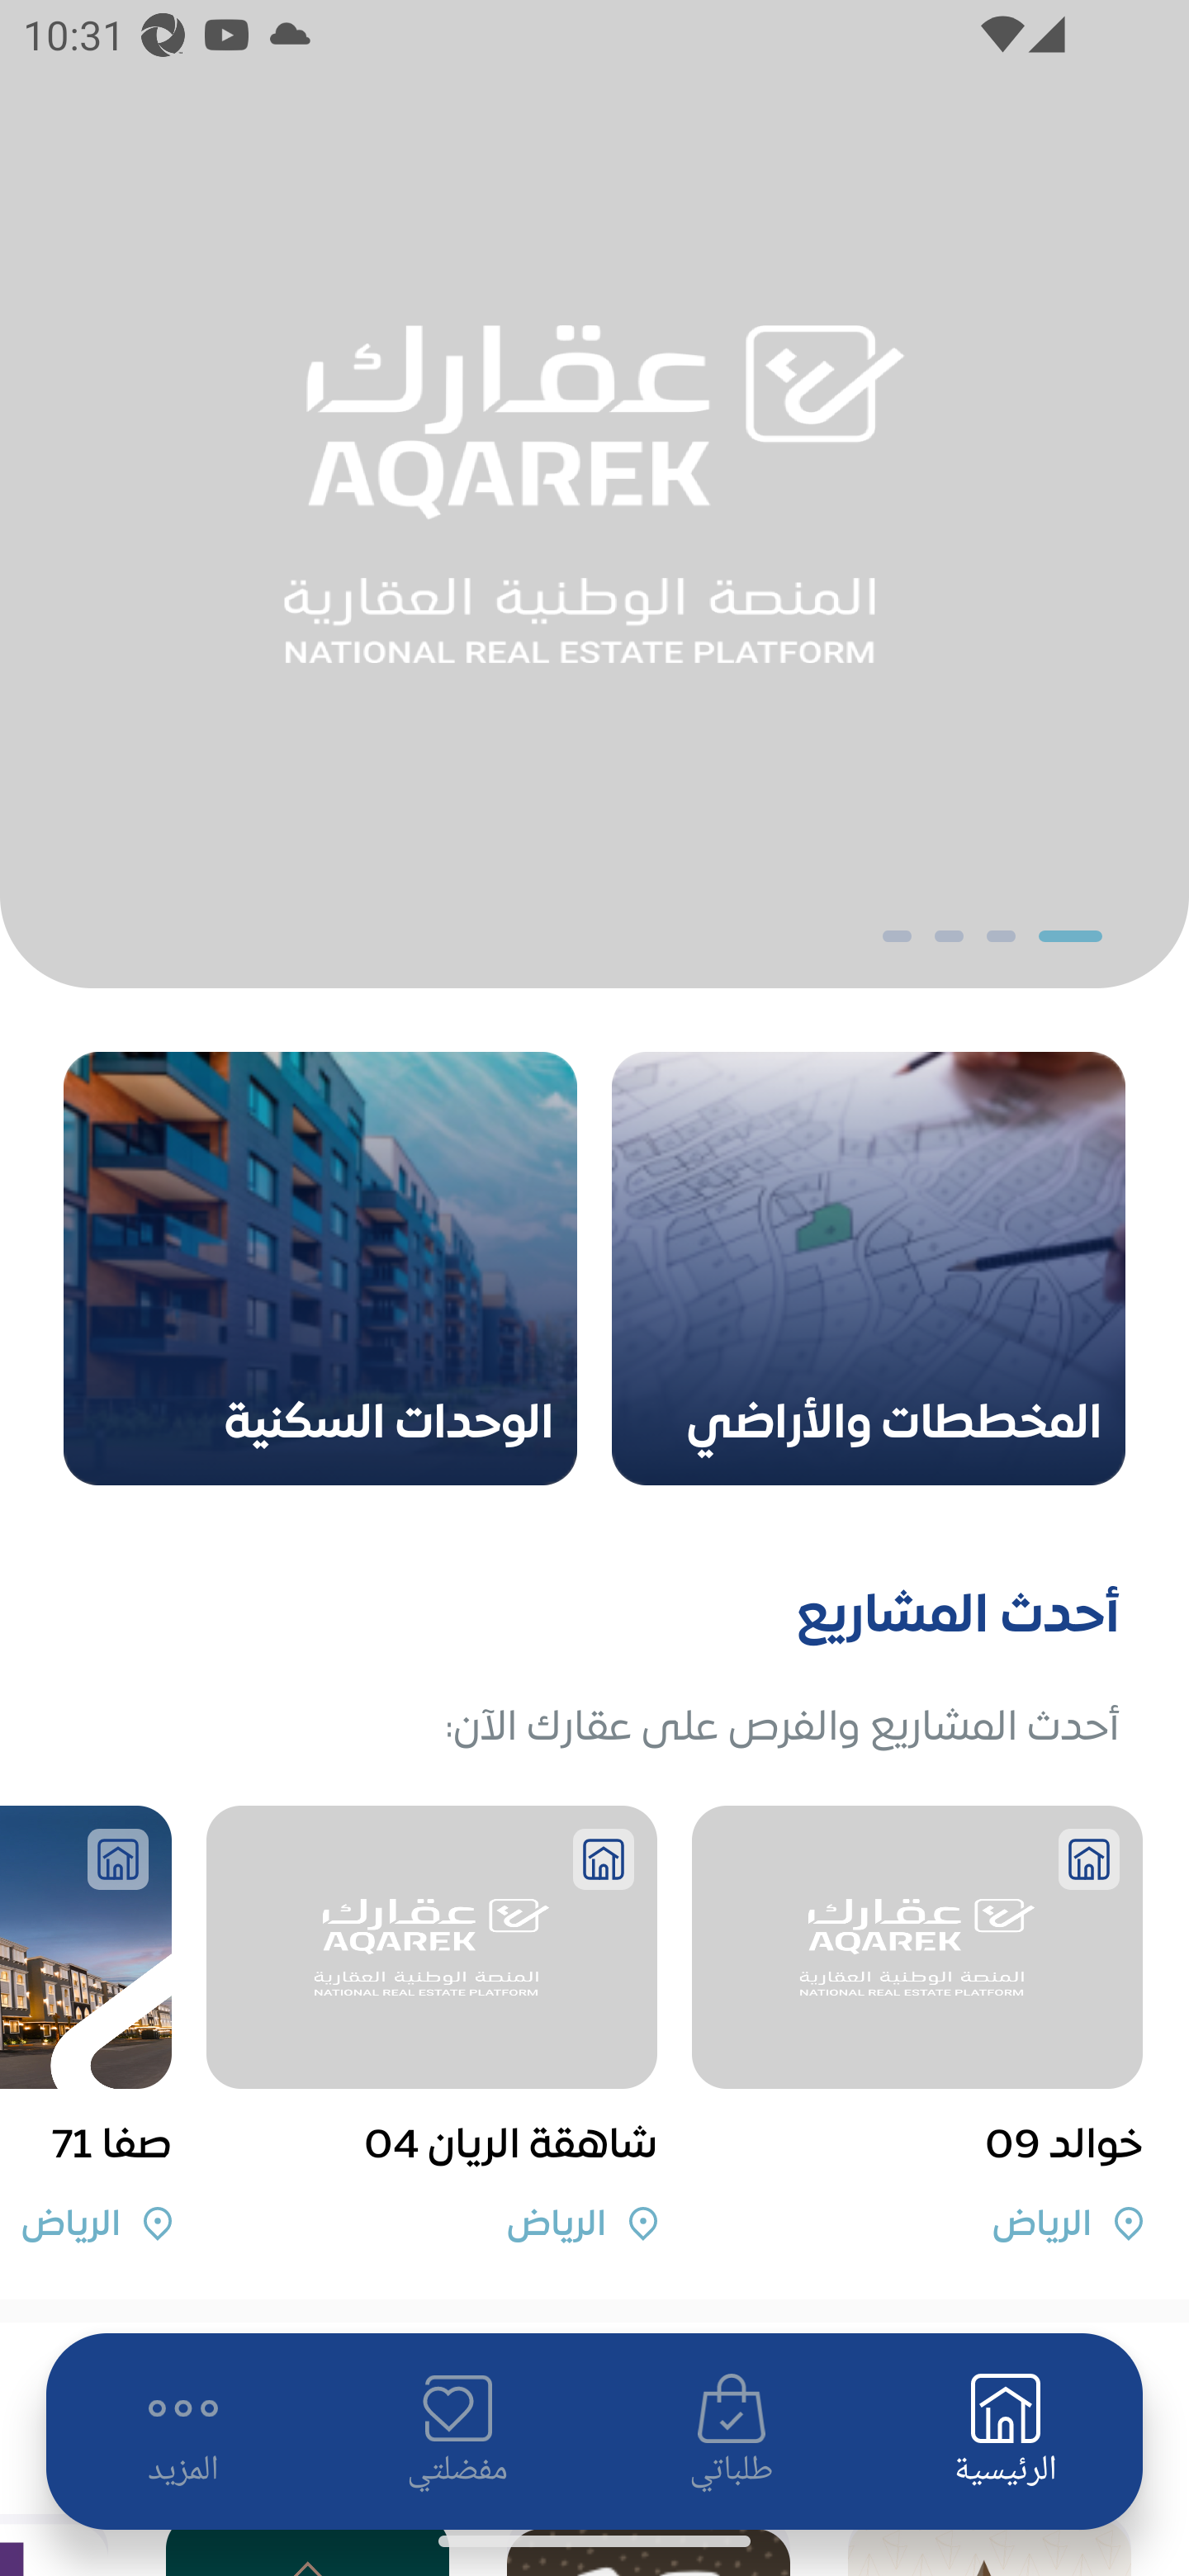 10:31
عقارك
AQAREK
المنصة الوطنية العقارية
NATIONAL REAL ESTATE PLATFORM
المخططات والأراضي
الوحدات السكنية
أحدث المشاريع
أحدث المشاريع والفرص على عقارك الآن:
عقارك
AQAREK
المنصة الوطنية العقارية
NATIONAL REAL ESTATE PLATFORM
خوالد 09
الرياض
عقارك
AQAREK
المنصة الوطنية العقارية
NATIONAL REAL ESTATE PLATFORM
شاهقة الريان 04
الرياض
صفا 71
الرياض
الرئيسية
طلباتي
مفضلتي
المزيد